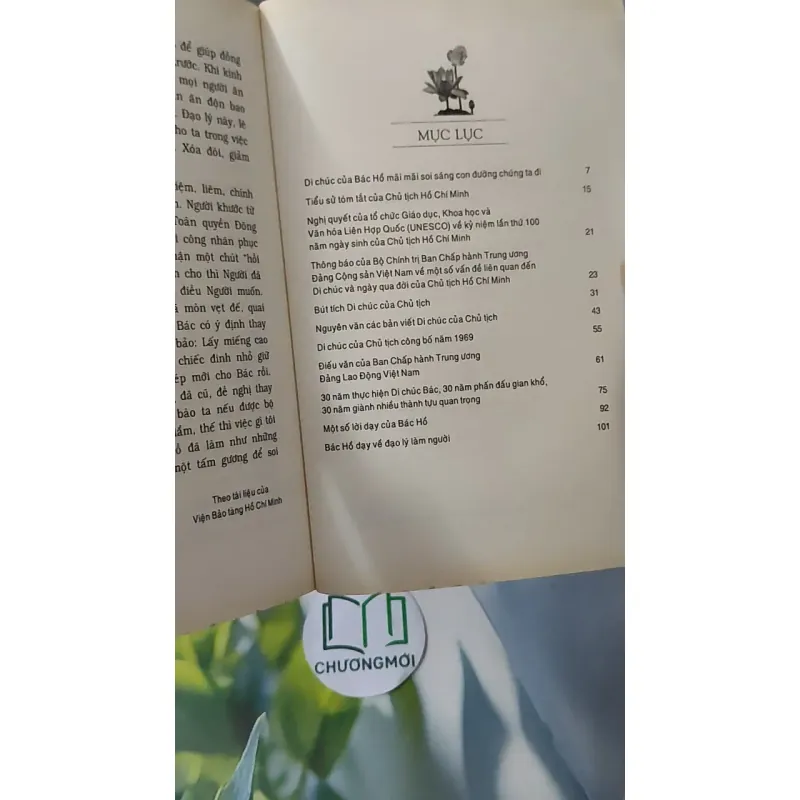 để giúp đồng
trước. Khi kinh
mọi người ăn
ăn độn bao
Đạo lý này, lẽ
cho ta trong việc
Xóa đói, giảm
liêm, chính
Người khước từ
Toàn quyền Đông
công nhân phục
một chút "hỏi
cho thì Người đã
điều Người muốn.
món vẹt đế, quai
Bác có ý định thay
bảo: Lấy miếng cao
chiếc đinh nhỏ giữ
mới cho Bác rồi.
đã cũ, đề nghị thay
bảo ta nếu được bộ
thế thì việc gì tôi
đã làm như những
một tấm gương để soi
Theo tài liệu của
Viện Bảo tàng Hồ Chí Minh
MỤC LỤC
Di chúc của Bác Hồ mãi mãi soi sáng con đường chúng ta đi 7
Tiểu sử tóm tắt của Chủ tịch Hồ Chí Minh 15
Nghị quyết của tổ chức Giáo dục, Khoa học và
Văn hóa Liên Hợp Quốc (UNESCO) về kỷ niệm lần thứ 100
năm ngày sinh của Chủ tịch Hồ Chí Minh 21
Thông báo của Bộ Chính trị Ban Chấp hành Trung ương
Đảng Cộng sản Việt Nam về một số vấn đề liên quan đến
Di chúc và ngày qua đời của Chủ tịch Hồ Chí Minh 23
Bút tích Di chúc của Chủ tịch 31
Nguyên văn các bản viết Di chúc của Chủ tịch 43
Di chúc của Chủ tịch công bố năm 1969 55
Điếu văn của Ban Chấp hành Trung ương
Đảng Lao Động Việt Nam 61
30 năm thực hiện Di chúc Bác, 30 năm phấn đấu gian khổ,
30 năm giành nhiều thành tựu quan trọng 75
Một số lời dạy của Bác Hồ 92
Bác Hồ dạy về đạo lý làm người 101
CHƯƠNGMỚI